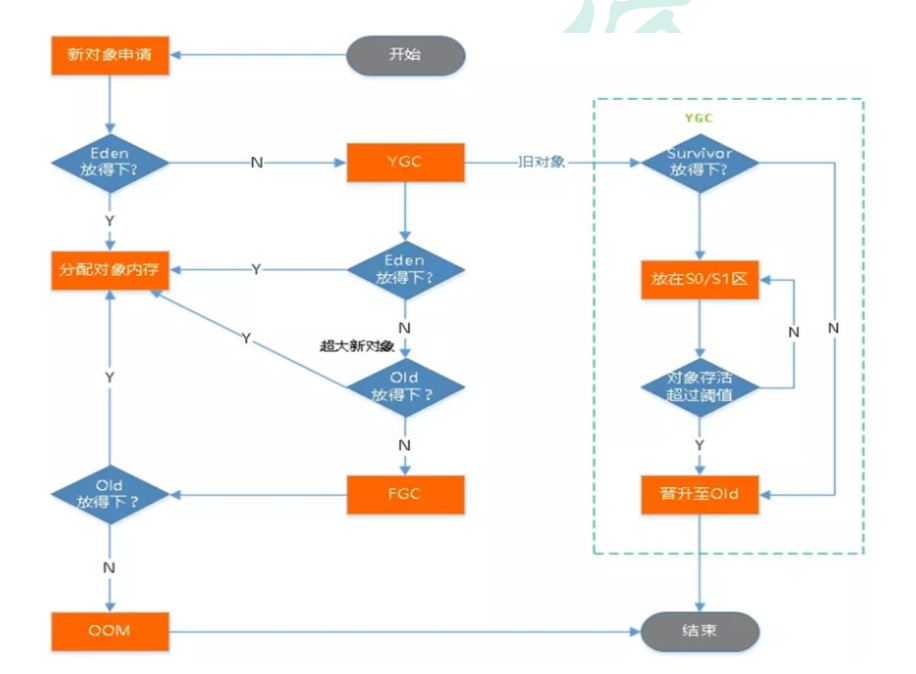 开始
新对象申请
YGC
Eden
放得下?
N
YGC
旧对象
Survivor
放得下?
Y
分配对象内存
Y
Eden
放得下?
放在S0/S1区
N
超大新对象
Y
N
N
Y
Old
放得下？
对象存活
超过阈值
N
Y
Old
放得下？
FGC
晋升至Old
N
OOM
结束